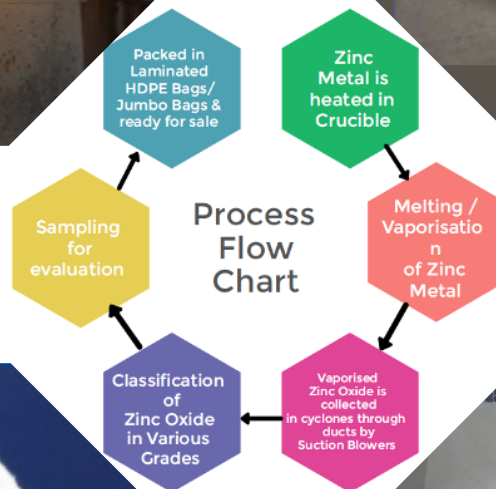 Process
Flow
Chart
Zinc
Metal is
heated in
Crucible
Melting /
Vaporisatio
n
of Zinc
Metal
Vaporised
Zinc Oxide is
collected
in cyclones through
ducts by
Suction Blowers
Classification
of
Zinc Oxide
in Various
Grades
Sampling
for
evaluation
Packed in
Laminated
HDPE Bags/
Jumbo Bags &
ready for sale